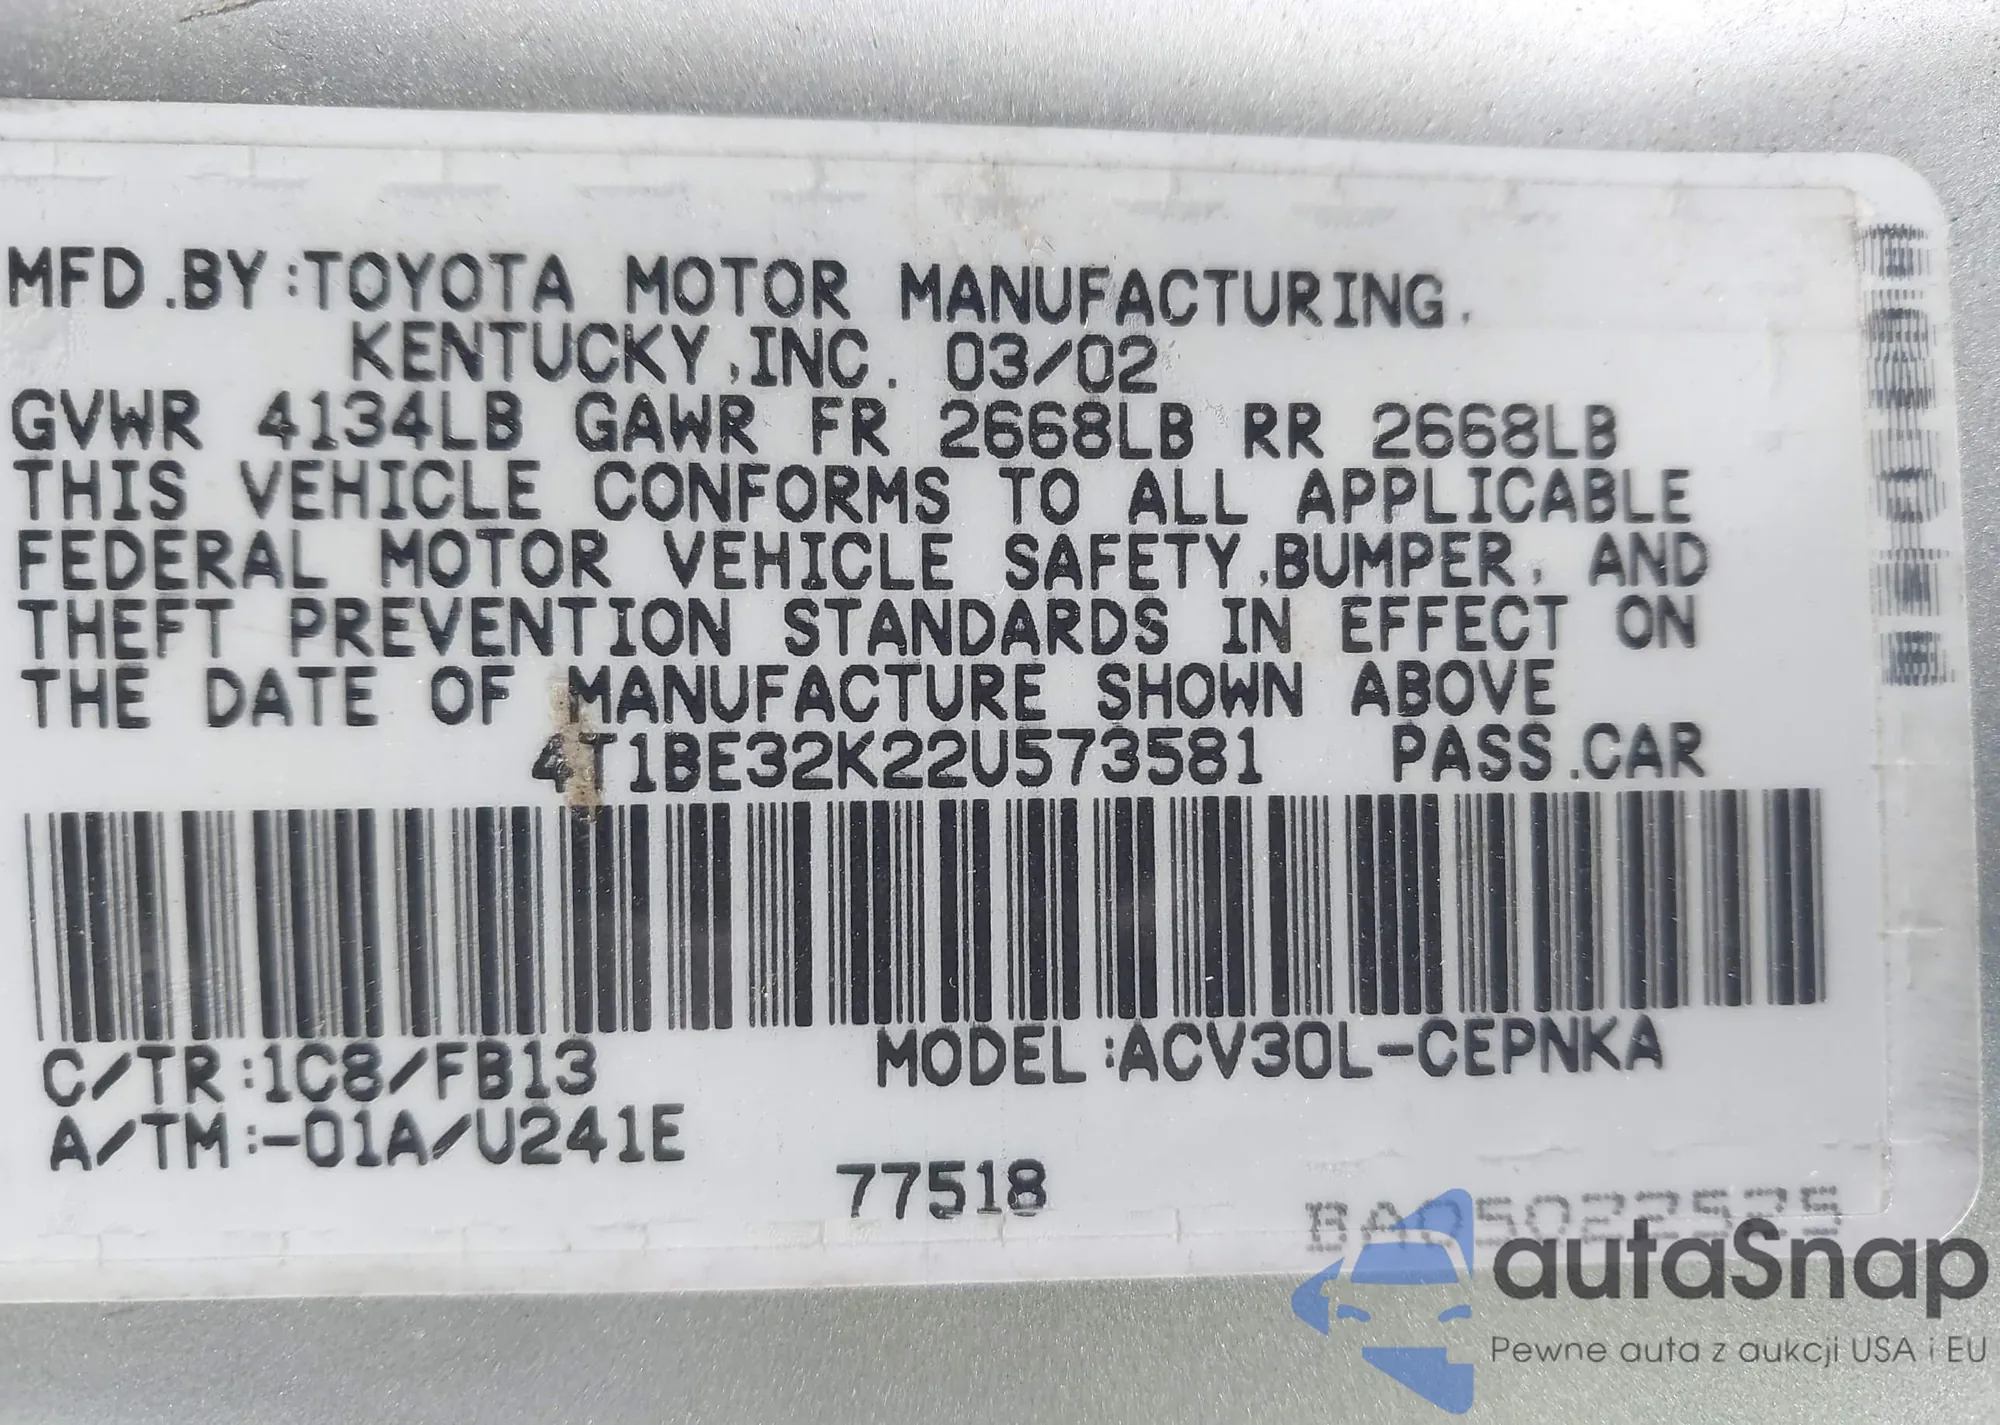 MFD.BY:TOYOTA MOTOR MANUFACTURING,
KENTUCKY,INC. 03/02
GVWR 4134LB GAWR FR 2668LB RR 2668LB
THIS VEHICLE CONFORMS TO ALL APPLICABLE
FEDERAL MOTOR VEHICLE SAFETY,BUMPER, AND
THEFT PREVENTION STANDARDS IN EFFECT ON
THE DATE OF MANUFACTURE SHOWN ABOVE
4T1BE32K22U573581 PASS.CAR
C/TR:1C8/FB13 MODEL:ACV30L-CEPNKA
A/TM:-01A/U241E
77518
BA05022525
autaSnap
Pewne auta z aukcji USA i EU